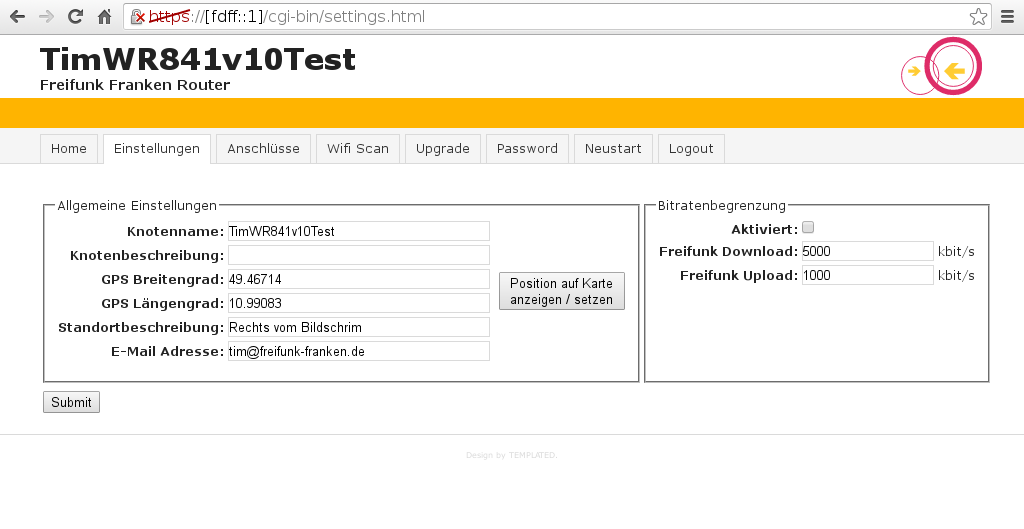 https://[fdff::1]/cgi-bin/settings.html
TimWR841v10Test
Freifunk Franken Router
Home Einstellungen Anschlüsse Wifi Scan Upgrade Password Neustart Logout
Allgemeine Einstellungen
Knotenname: TimWR841v10Test
Knotenbeschreibung:
GPS Breitengrad: 49.46714
GPS Längengrad: 10.99083
Position auf Karte
anzeigen / setzen
Standortbeschreibung: Rechts vom Bildschrim
E-Mail Adresse: tim@freifunk-franken.de
Bitratenbegrenzung
Aktiviert:
Freifunk Download: 5000 kbit/s
Freifunk Upload: 1000 kbit/s
Submit
Design by TEMPLATED.